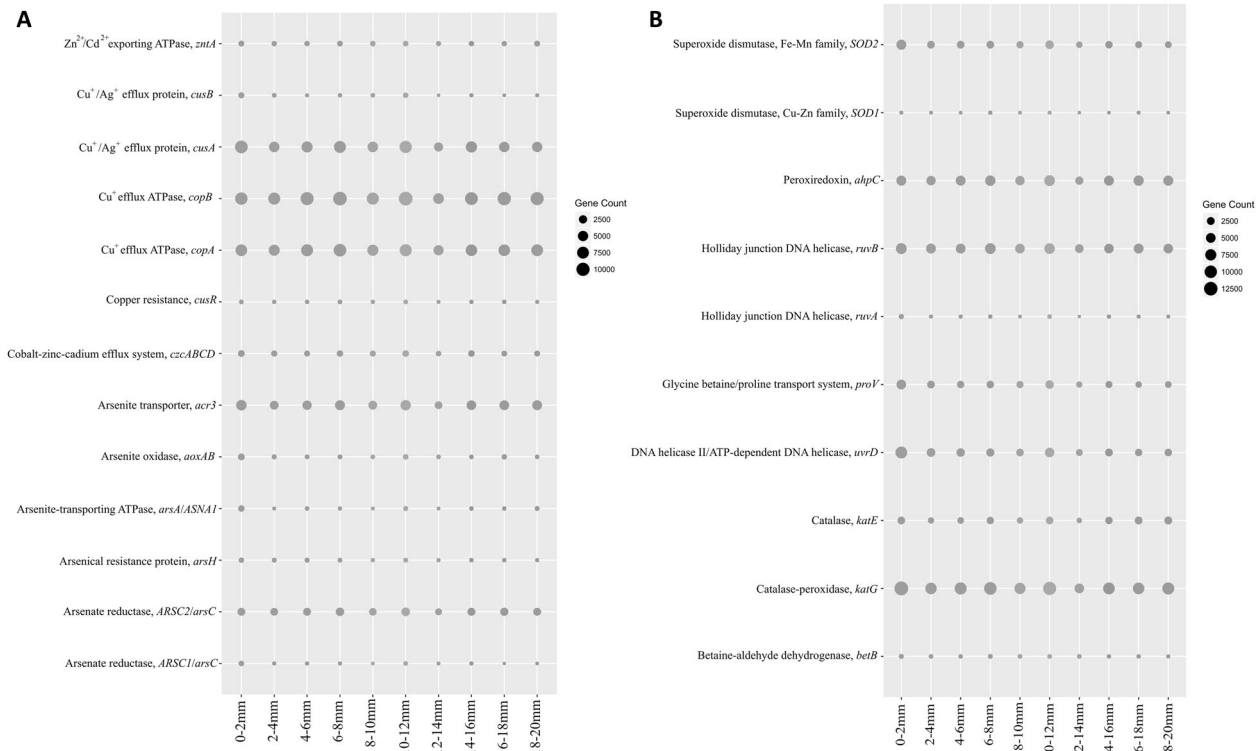 A
Zn2+/Cd2+exporting ATPase, zntA
Cu+/Ag+ efflux protein, cusB
Cu+/Ag+ efflux protein, cusA
Cu+ efflux ATPase, copB
Cu+ efflux ATPase, copA
Copper resistance, cusR
Cobalt-zinc-cadium efflux system, czcABCD
Arsenite transporter, acr3
Arsenite oxidase, aoxAB
Arsenite-transporting ATPase, arsA/ASNA1
Arsenical resistance protein, arsH
Arsenate reductase, ARSC2/arsC
Arsenate reductase, ARSC1/arsC
0-2mm
2-4mm
4-6mm
6-8mm
8-10mm
0-12mm
2-14mm
4-16mm
6-18mm
8-20mm
Gene Count
2500
5000
7500
10000
B
Superoxide dismutase, Fe-Mn family, SOD2
Superoxide dismutase, Cu-Zn family, SOD1
Peroxiredoxin, ahpC
Holliday junction DNA helicase, ruvB
Holliday junction DNA helicase, ruvA
Glycine betaine/proline transport system, proV
DNA helicase II/ATP-dependent DNA helicase, uvrD
Catalase, katE
Catalase-peroxidase, katG
Betaine-aldehyde dehydrogenase, betB
0-2mm
2-4mm
4-6mm
6-8mm
8-10mm
0-12mm
2-14mm
4-16mm
6-18mm
8-20mm
Gene Count
2500
5000
7500
10000
12500